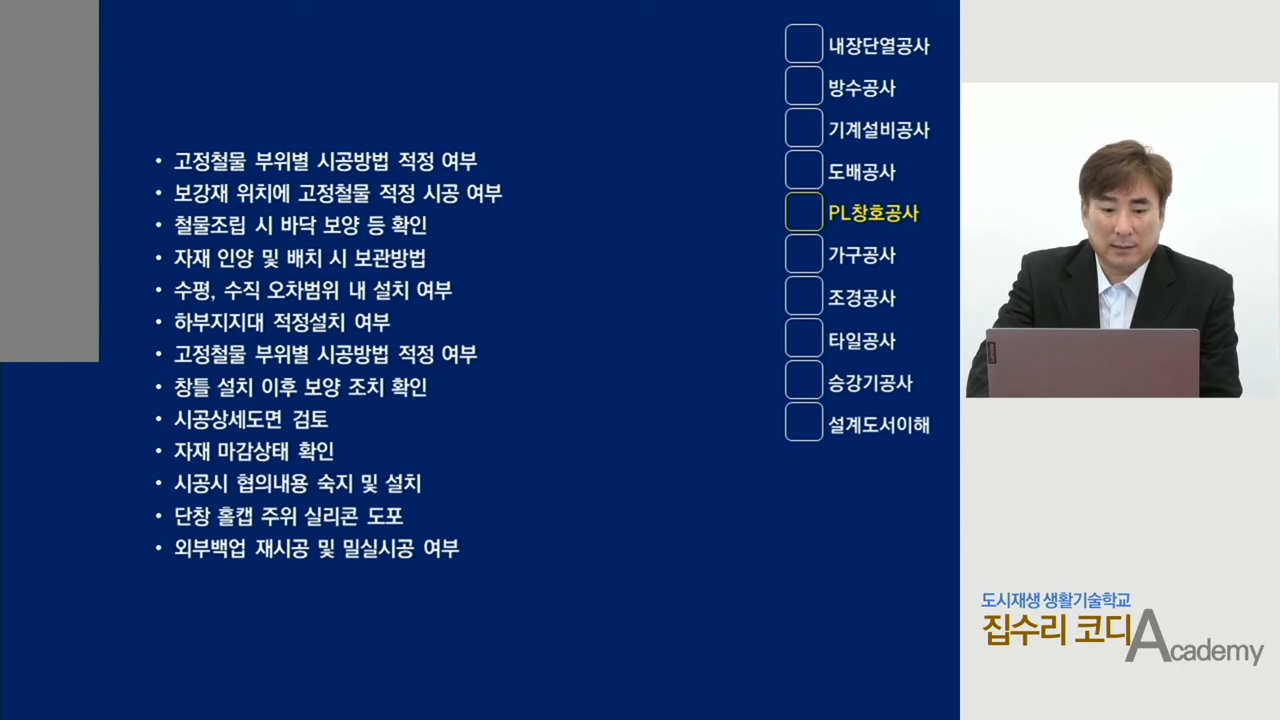 • 고정철물 부위별 시공방법 적정 여부
• 보강재 위치에 고정철물 적정 시공 여부
• 철물조립 시 바닥 보양 등 확인
• 자재 인양 및 배치 시 보관방법
• 수평, 수직 오차범위 내 설치 여부
• 하부지지대 적정설치 여부
• 고정철물 부위별 시공방법 적정 여부
• 창틀 설치 이후 보양 조치 확인
• 시공상세도면 검토
• 자재 마감상태 확인
• 시공시 협의내용 숙지 및 설치
• 단창 홀캡 주위 실리콘 도포
• 외부백업 재시공 및 밀실시공 여부
내장단열공사
방수공사
기계설비공사
도배공사
PL창호공사
가구공사
조경공사
타일공사
승강기공사
설계도서이해
Lenovo
도시재생 생활기술학교
집수리 코디 Academy